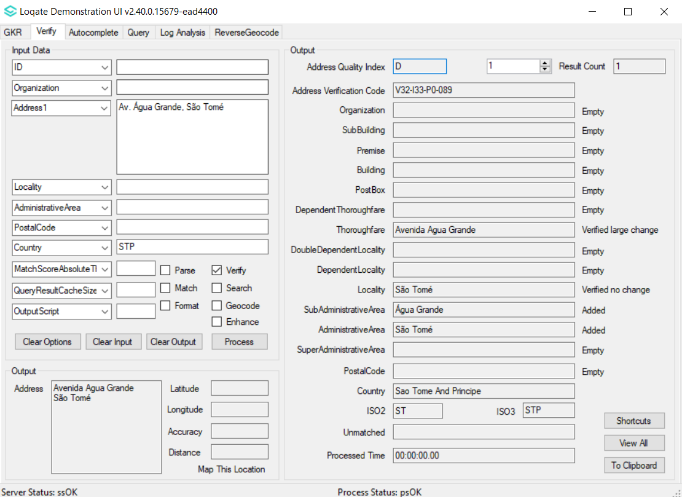 Loqate Demonstration UI v2.40.0.15679-ead4400
GKR Verify Autocomplete Query Log Analysis ReverseGeocode
Input Data
ID
Organization
Address1 Av. Água Grande, São Tomé
Locality
AdministrativeArea
PostalCode
Country STP
MatchScoreAbsoluteTl Parse Verify
QueryResultCacheSize Match Search
OutputScript Format Geocode
Enhance
Clear Options Clear Input Clear Output Process
Output
Address Avenida Agua Grande
São Tomé
Latitude
Longitude
Accuracy
Distance
Map This Location
Output
Address Quality Index D 1 Result Count 1
Address Verification Code V32-I33-P0-089
Organization Empty
SubBuilding Empty
Premise Empty
Building Empty
PostBox Empty
DependentThoroughfare Empty
Thoroughfare Avenida Agua Grande Verified large change
DoubleDependentLocality Empty
DependentLocality Empty
Locality São Tomé Verified no change
SubAdministrativeArea Água Grande Added
AdministrativeArea São Tomé Added
SuperAdministrativeArea Empty
PostalCode Empty
Country Sao Tome And Principe
ISO2 ST ISO3 STP
Unmatched
Processed Time 00:00:00.00
Shortcuts
View All
To Clipboard
Server Status: ssOK Process Status: psOK